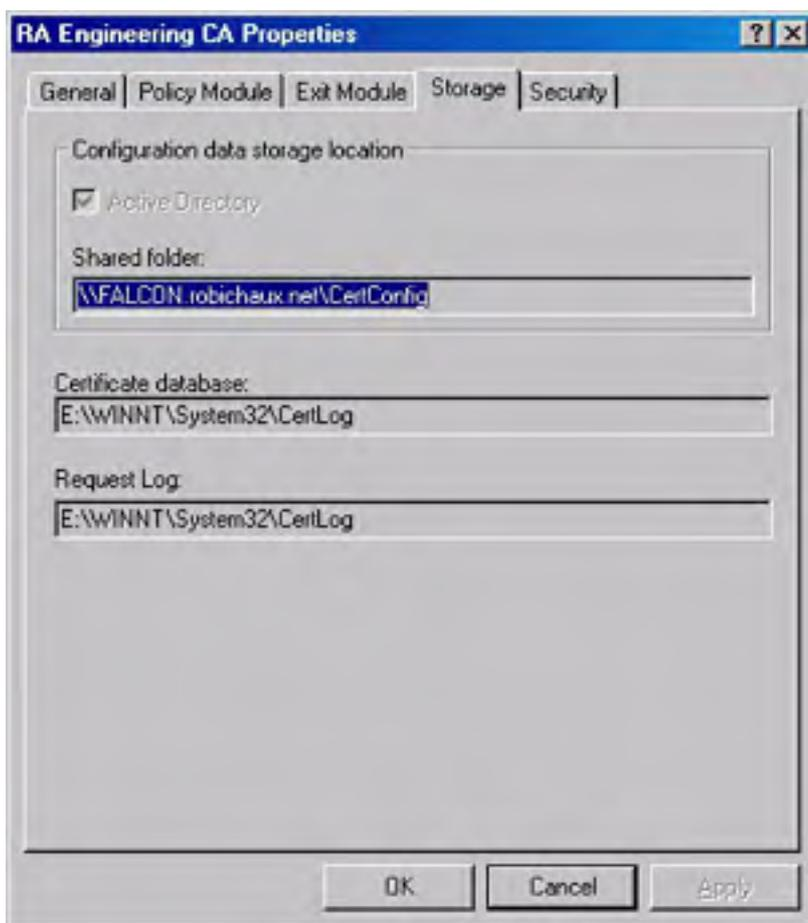 RA Engineering CA Properties
General Policy Module Exit Module Storage Security
Configuration data storage location
Active Directory
Shared folder:
\\FALCON.robichaux.net\CertConfig
Certificate database:
E:\WINNT\System32\CertLog
Request Log:
E:\WINNT\System32\CertLog
OK Cancel Apply